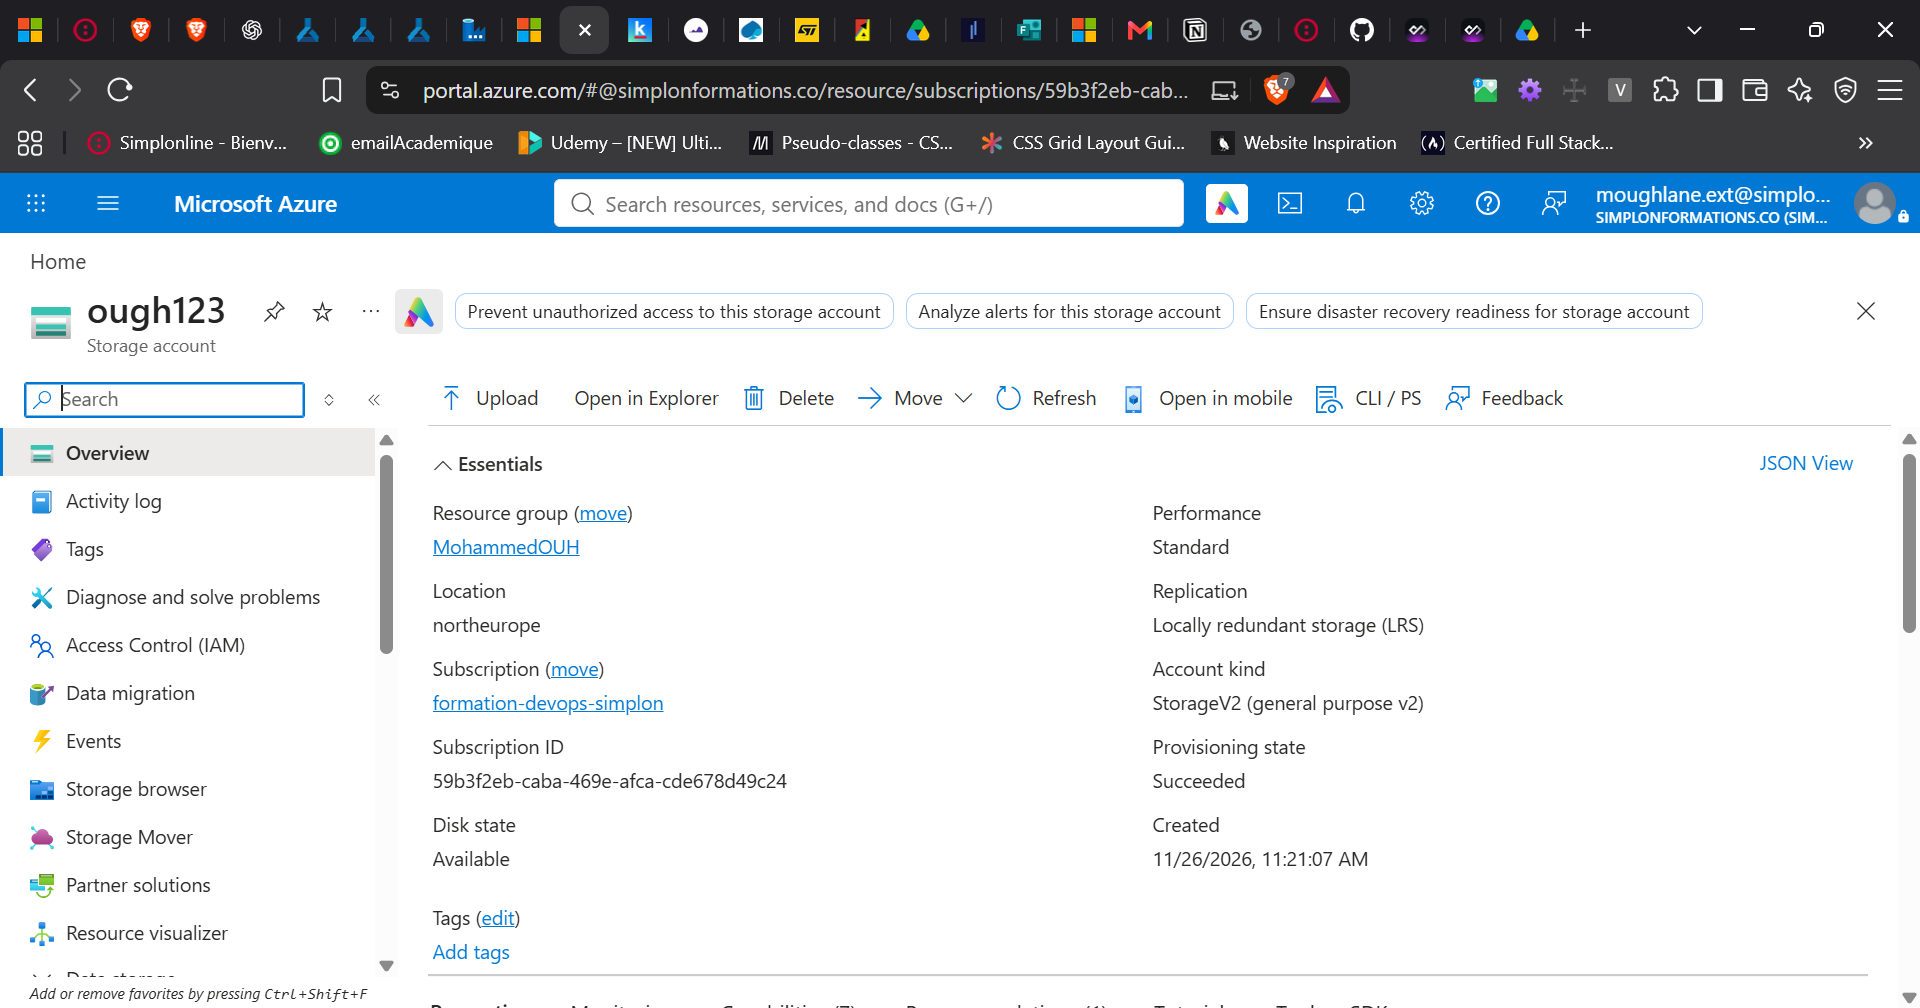 portal.azure.com/#@simplonformations.co/resource/subscriptions/59b3f2eb-cab...
7
V
Simplonline - Bienv...
emailAcademique
Udemy – [NEW] Ulti...
Pseudo-classes - CS...
CSS Grid Layout Gui...
Website Inspiration
Certified Full Stack...
Microsoft Azure
Search resources, services, and docs (G+/)
moughlane.ext@simplo...
SIMPLONFORMATIONS.CO (SIM...
Home
ough123
Storage account
Prevent unauthorized access to this storage account
Analyze alerts for this storage account
Ensure disaster recovery readiness for storage account
Search
Upload
Open in Explorer
Delete
Move
Refresh
Open in mobile
CLI / PS
Feedback
Overview
Activity log
Tags
Diagnose and solve problems
Access Control (IAM)
Data migration
Events
Storage browser
Storage Mover
Partner solutions
Resource visualizer
Data storage
Add or remove favorites by pressing Ctrl+Shift+F
Essentials
JSON View
Resource group (move)
MohammedOUH
Location
northeurope
Subscription (move)
formation-devops-simplon
Subscription ID
59b3f2eb-caba-469e-afca-cde678d49c24
Disk state
Available
Performance
Standard
Replication
Locally redundant storage (LRS)
Account kind
StorageV2 (general purpose v2)
Provisioning state
Succeeded
Created
11/26/2026, 11:21:07 AM
Tags (edit)
Add tags